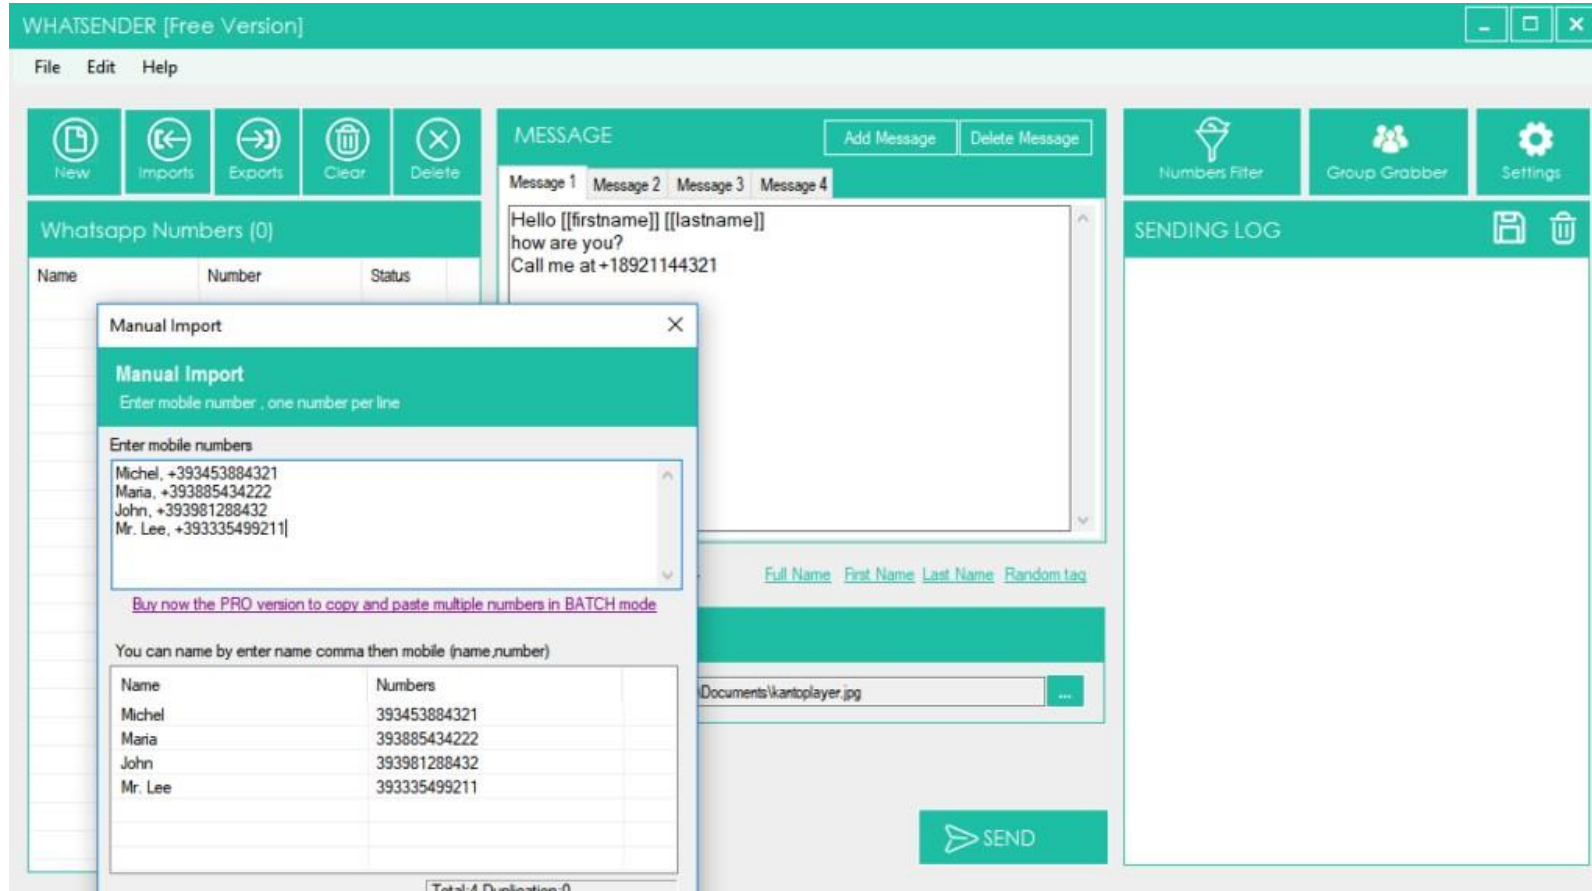 WHATSENDER [Free Version]
File Edit Help
New Imports Exports Clear Delete
Whatsapp Numbers (0)
Name Number Status
MESSAGE Add Message Delete Message
Message 1 Message 2 Message 3 Message 4
Hello [[firstname]] [[lastname]]
how are you?
Call me at +18921144321
Full Name First Name Last Name Random tag
\Documents\kantoplayer.jpg ...
SEND
Numbers Filter Group Grabber Settings
SENDING LOG
Manual Import
Manual Import
Enter mobile number , one number per line
Enter mobile numbers
Michel, +393453884321
Maria, +393885434222
John, +393981288432
Mr. Lee, +393335499211
Buy now the PRO version to copy and paste multiple numbers in BATCH mode
You can name by enter name comma then mobile (name,number)
Name Numbers
Michel 393453884321
Maria 393885434222
John 393981288432
Mr. Lee 393335499211
Total:4 Duplication:0